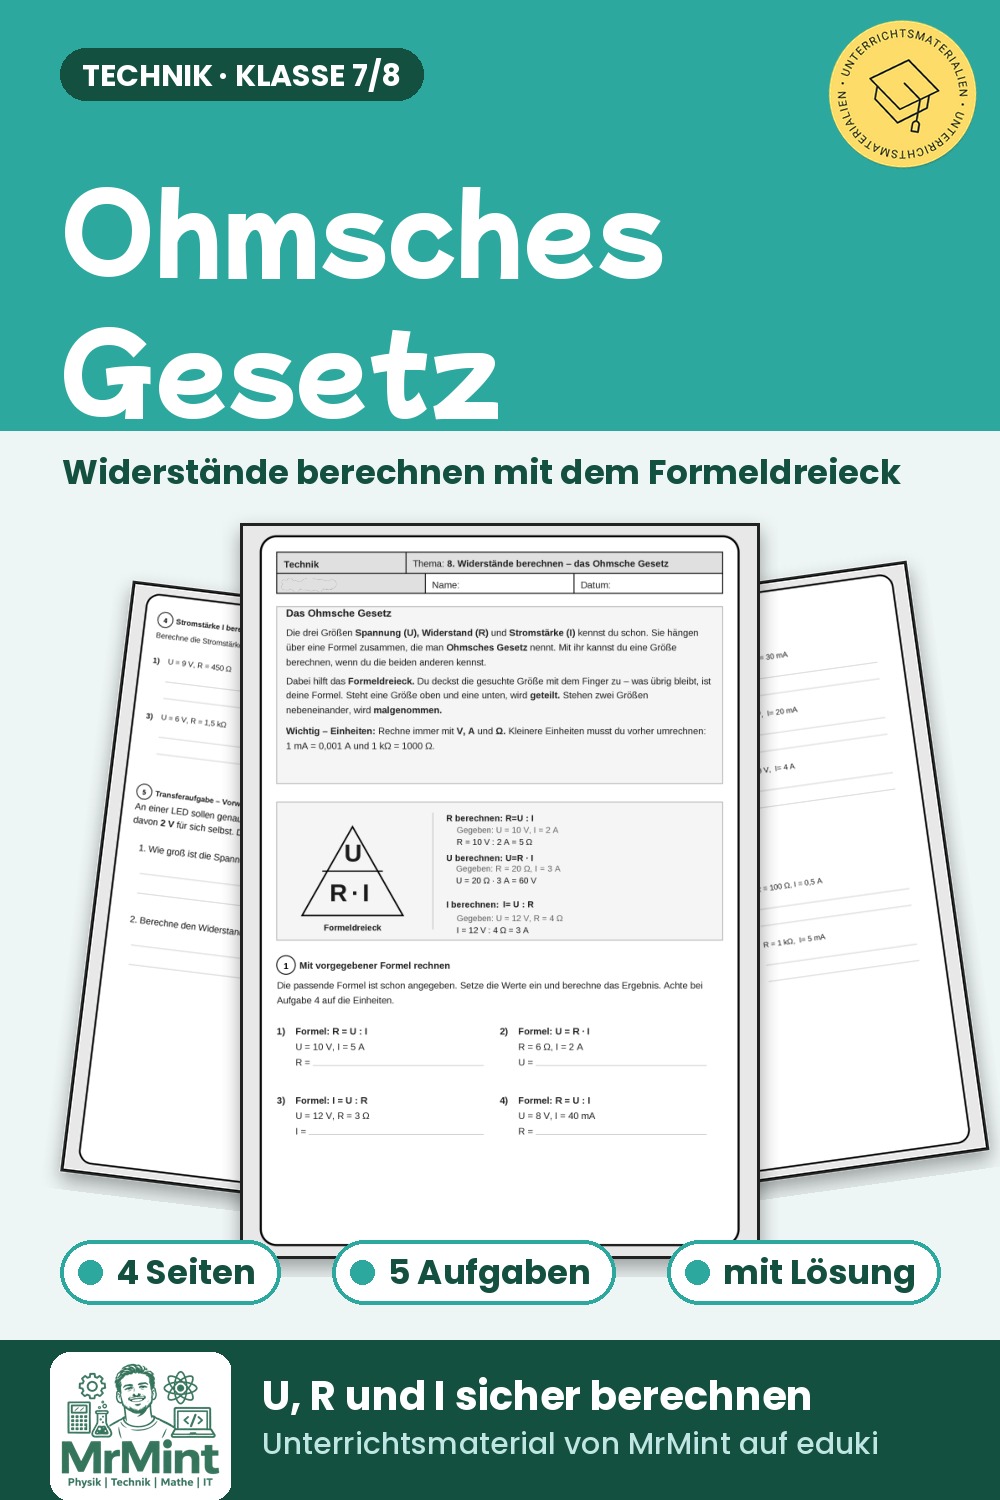 TECHNIK · KLASSE 7/8
UNTERRICHTSMATERIALIEN • UNTERRICHTSMATERIALIEN •
Ohmsches
Gesetz
Widerstände berechnen mit dem Formeldreieck
Technik
Thema: 8. Widerstände berechnen – das Ohmsche Gesetz
Name:
Datum:
Das Ohmsche Gesetz
Die drei Größen Spannung (U), Widerstand (R) und Stromstärke (I) kennst du schon. Sie hängen
über eine Formel zusammen, die man Ohmsches Gesetz nennt. Mit ihr kannst du eine Größe
berechnen, wenn du die beiden anderen kennst.
Dabei hilft das Formeldreieck. Du deckst die gesuchte Größe mit dem Finger zu – was übrig bleibt, ist
deine Formel. Steht eine Größe oben und eine unten, wird geteilt. Stehen zwei Größen
nebeneinander, wird malgenommen.
Wichtig – Einheiten: Rechne immer mit V, A und Ω. Kleinere Einheiten musst du vorher umrechnen:
1 mA = 0,001 A und 1 kΩ = 1000 Ω.
U
R · I
Formeldreieck
R berechnen: R=U : I
Gegeben: U = 10 V, I = 2 A
R = 10 V : 2 A = 5 Ω
U berechnen: U=R · I
Gegeben: R = 20 Ω, I = 3 A
U = 20 Ω · 3 A = 60 V
I berechnen: I= U : R
Gegeben: U = 12 V, R = 4 Ω
I = 12 V : 4 Ω = 3 A
1 Mit vorgegebener Formel rechnen
Die passende Formel ist schon angegeben. Setze die Werte ein und berechne das Ergebnis. Achte bei
Aufgabe 4 auf die Einheiten.
1) Formel: R = U : I
U = 10 V, I = 5 A
R =
2) Formel: U = R · I
R = 6 Ω, I = 2 A
U =
3) Formel: I = U : R
U = 12 V, R = 3 Ω
I =
4) Formel: R = U : I
U = 8 V, I = 40 mA
R =
4 Stromstärke I
Berechne die Stromstärke
1) U = 9 V, R = 450 Ω
3) U = 6 V, R = 1,5 kΩ
5 Transferaufgabe –
An einer LED sollen
davon 2 V für sich selbst.
1. Wie groß ist die
2. Berechne den
= 30 mA
, I= 20 mA
V, I= 4 A
= 100 Ω, I = 0,5 A
R = 1 kΩ, I= 5 mA
4 Seiten
5 Aufgaben
mit Lösung
MrMint
Physik | Technik | Mathe | IT
U, R und I sicher berechnen
Unterrichtsmaterial von MrMint auf eduki